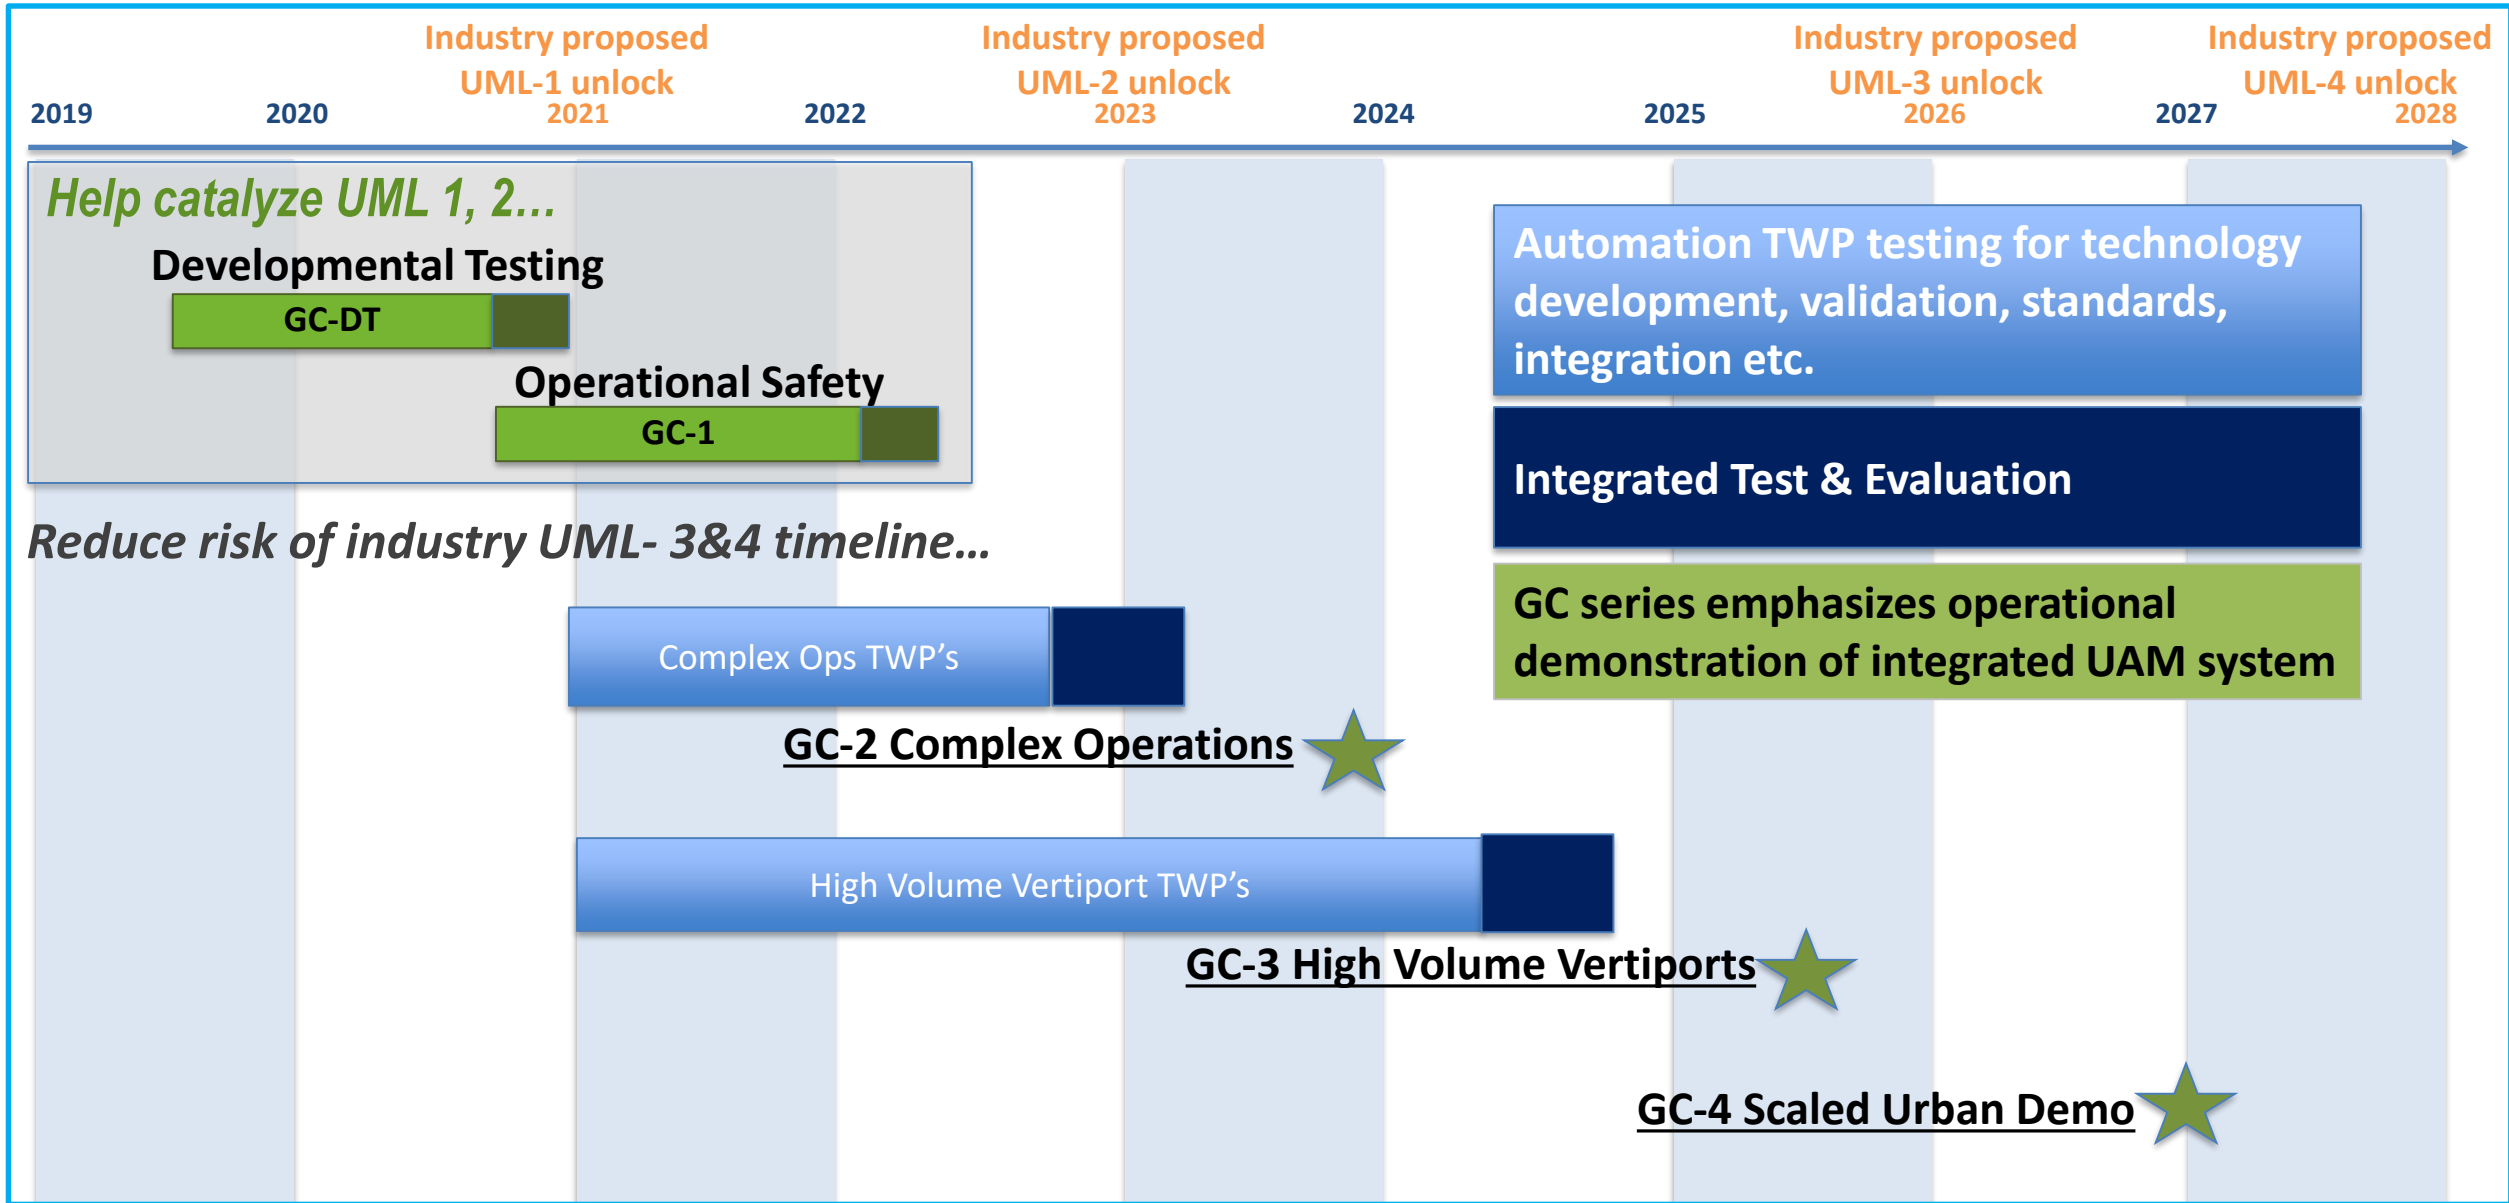 Industry proposed
UML-1 unlock
Industry proposed
UML-2 unlock
Industry proposed
UML-3 unlock
Industry proposed
UML-4 unlock
2019 2020 2021 2022 2023 2024 2025 2026 2027 2028
Help catalyze UML 1, 2...
Developmental Testing
GC-DT
Operational Safety
GC-1
Automation TWP testing for technology
development, validation, standards,
integration etc.
Integrated Test & Evaluation
GC series emphasizes operational
demonstration of integrated UAM system
Reduce risk of industry UML- 3&4 timeline...
Complex Ops TWP’s
GC-2 Complex Operations
High Volume Vertiport TWP’s
GC-3 High Volume Vertiports
GC-4 Scaled Urban Demo